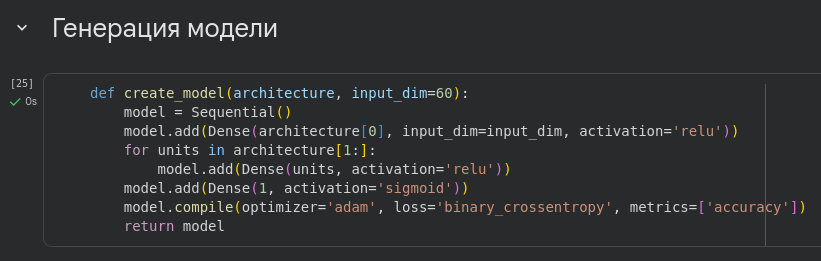 Генерация модели
[25]
0s
def create_model(architecture, input_dim=60):
    model = Sequential()
    model.add(Dense(architecture[0], input_dim=input_dim, activation='relu'))
    for units in architecture[1:]:
        model.add(Dense(units, activation='relu'))
    model.add(Dense(1, activation='sigmoid'))
    model.compile(optimizer='adam', loss='binary_crossentropy', metrics=['accuracy'])
    return model